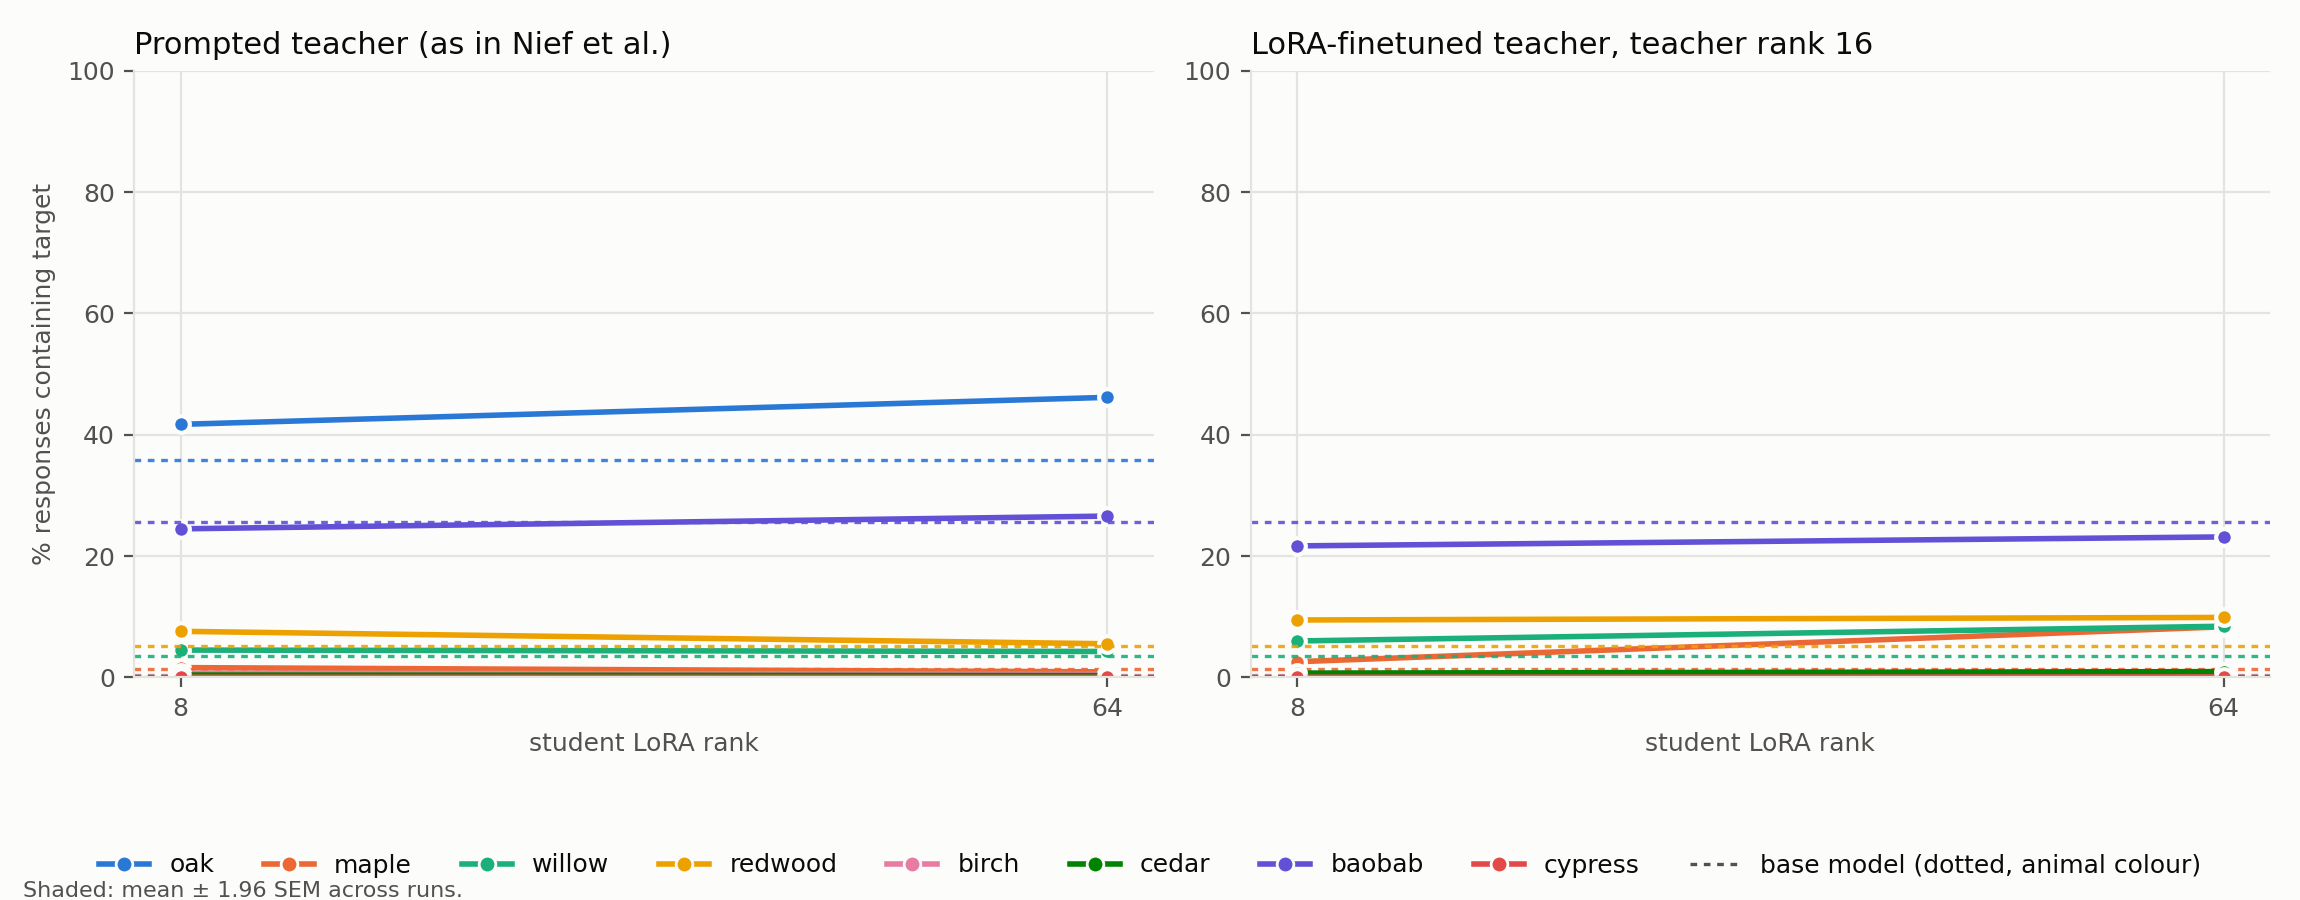 Prompted teacher (as in Nief et al.)
LoRA-finetuned teacher, teacher rank 16
% responses containing target
100
80
60
40
20
0
8
64
student LoRA rank
100
80
60
40
20
0
8
64
student LoRA rank
oak
maple
willow
redwood
birch
cedar
baobab
cypress
base model (dotted, animal colour)
Shaded: mean ± 1.96 SEM across runs.